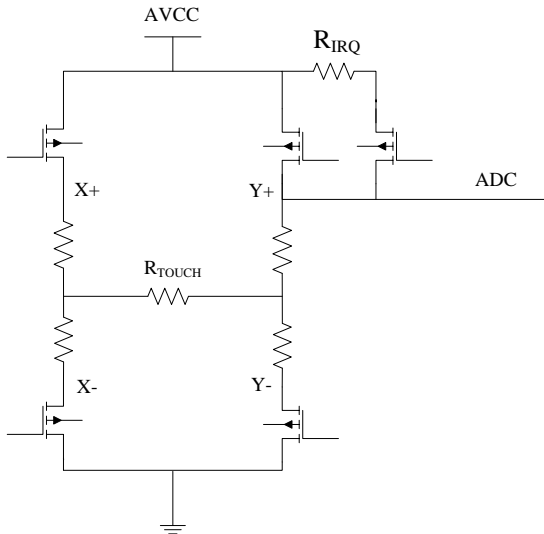 AVCC
R_IRQ
X+
Y+
ADC
R_TOUCH
X-
Y-